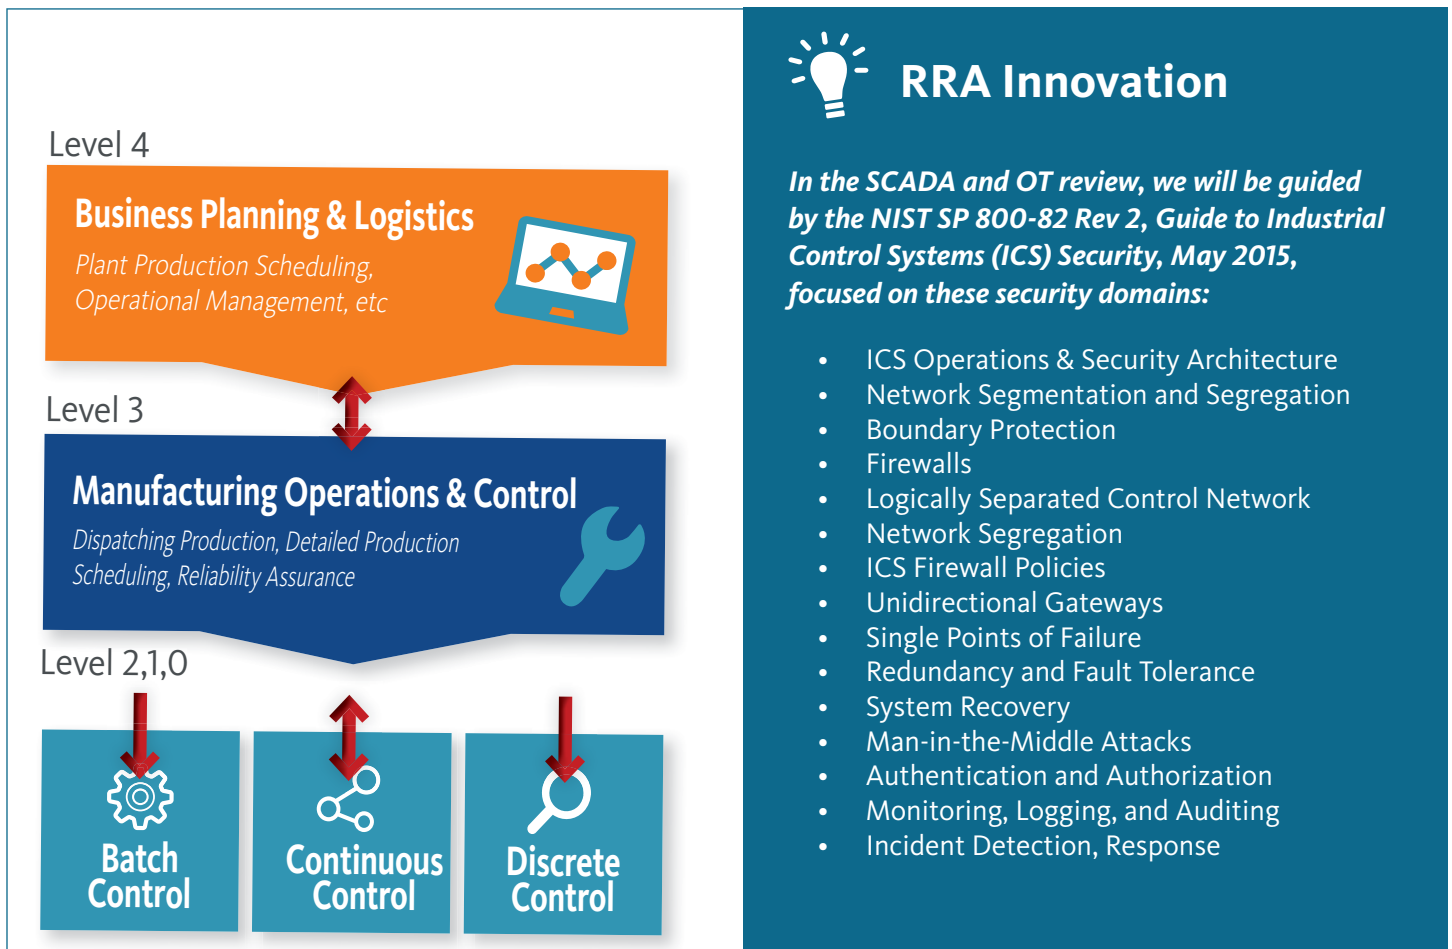 Level 4
Business Planning & Logistics
Plant Production Scheduling,
Operational Management, etc
Level 3
Manufacturing Operations & Control
Dispatching Production, Detailed Production
Scheduling, Reliability Assurance
Level 2,1,0
Batch
Control
Continuous
Control
Discrete
Control
RRA Innovation
In the SCADA and OT review, we will be guided
by the NIST SP 800-82 Rev 2, Guide to Industrial
Control Systems (ICS) Security, May 2015,
focused on these security domains:
• ICS Operations & Security Architecture
• Network Segmentation and Segregation
• Boundary Protection
• Firewalls
• Logically Separated Control Network
• Network Segregation
• ICS Firewall Policies
• Unidirectional Gateways
• Single Points of Failure
• Redundancy and Fault Tolerance
• System Recovery
• Man-in-the-Middle Attacks
• Authentication and Authorization
• Monitoring, Logging, and Auditing
• Incident Detection, Response